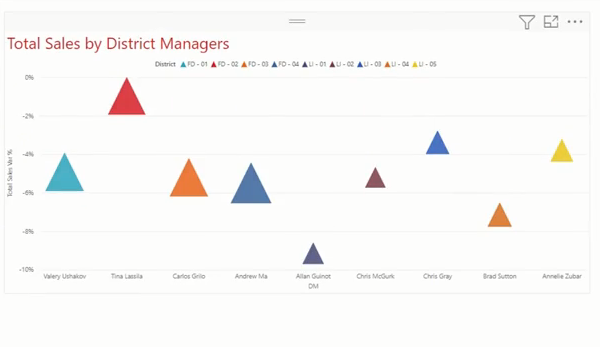 Total Sales by District Managers
District FD - 01 FD - 02 FD - 03 FD - 04 LI - 01 LI - 02 LI - 03 LI - 04 LI - 05
0%
-2%
-4%
-6%
-8%
-10%
Total Sales Var %
Valery Ushakov Tina Lassila Carlos Grilo Andrew Ma Allan Guinot Chris McGurk Chris Gray Brad Sutton Annelie Zubar
DM